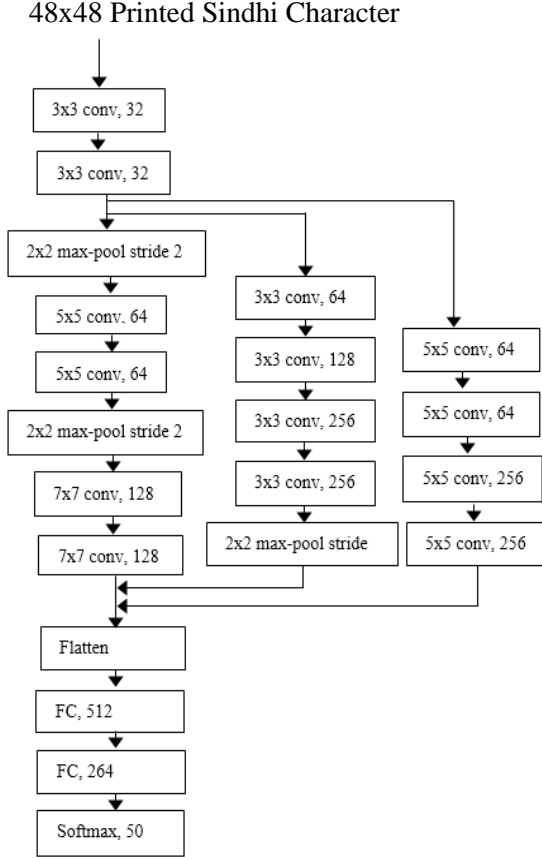 48x48 Printed Sindhi Character
3x3 conv, 32
3x3 conv, 32
2x2 max-pool stride 2
5x5 conv, 64
5x5 conv, 64
2x2 max-pool stride 2
7x7 conv, 128
7x7 conv, 128
3x3 conv, 64
3x3 conv, 128
3x3 conv, 256
3x3 conv, 256
2x2 max-pool stride
5x5 conv, 64
5x5 conv, 64
5x5 conv, 256
5x5 conv, 256
Flatten
FC, 512
FC, 264
Softmax, 50